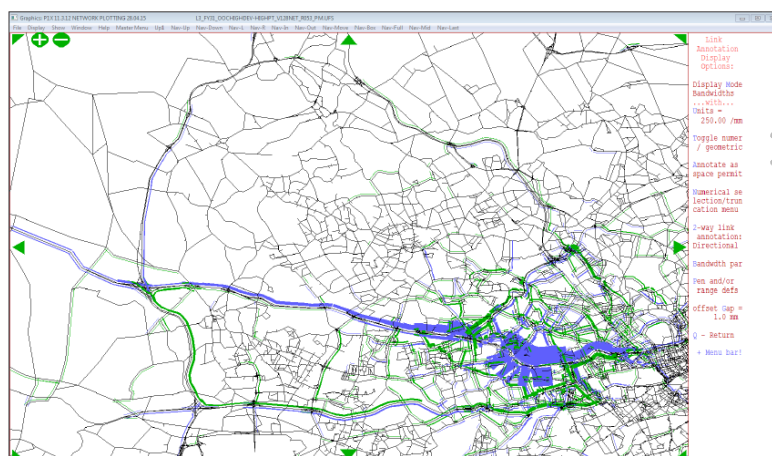 Graphics: P1X 11.3.12 NETWORK PLOTTING 28.04.15
File Display Show Window Help Master Menu Nav-Up Nav-Down Nav-L Nav-R Nav-In Nav-Out Nav-Move Nav-Box Nav-Full Nav-Mid Nav-Last
Link
Annotation
Display
Options:
Display Mode
Bandwidths
...with...
Units =
250.00 /mm
Toggle numer
/ geometric
Annotate as
space permit
Numerical se
lection/trun
cation menu
2-way link
annotation:
Directional
Bandwdth par
Pen and/or
range defs
offset Gap =
1.0 mm
Q - Return
+ Menu bar!